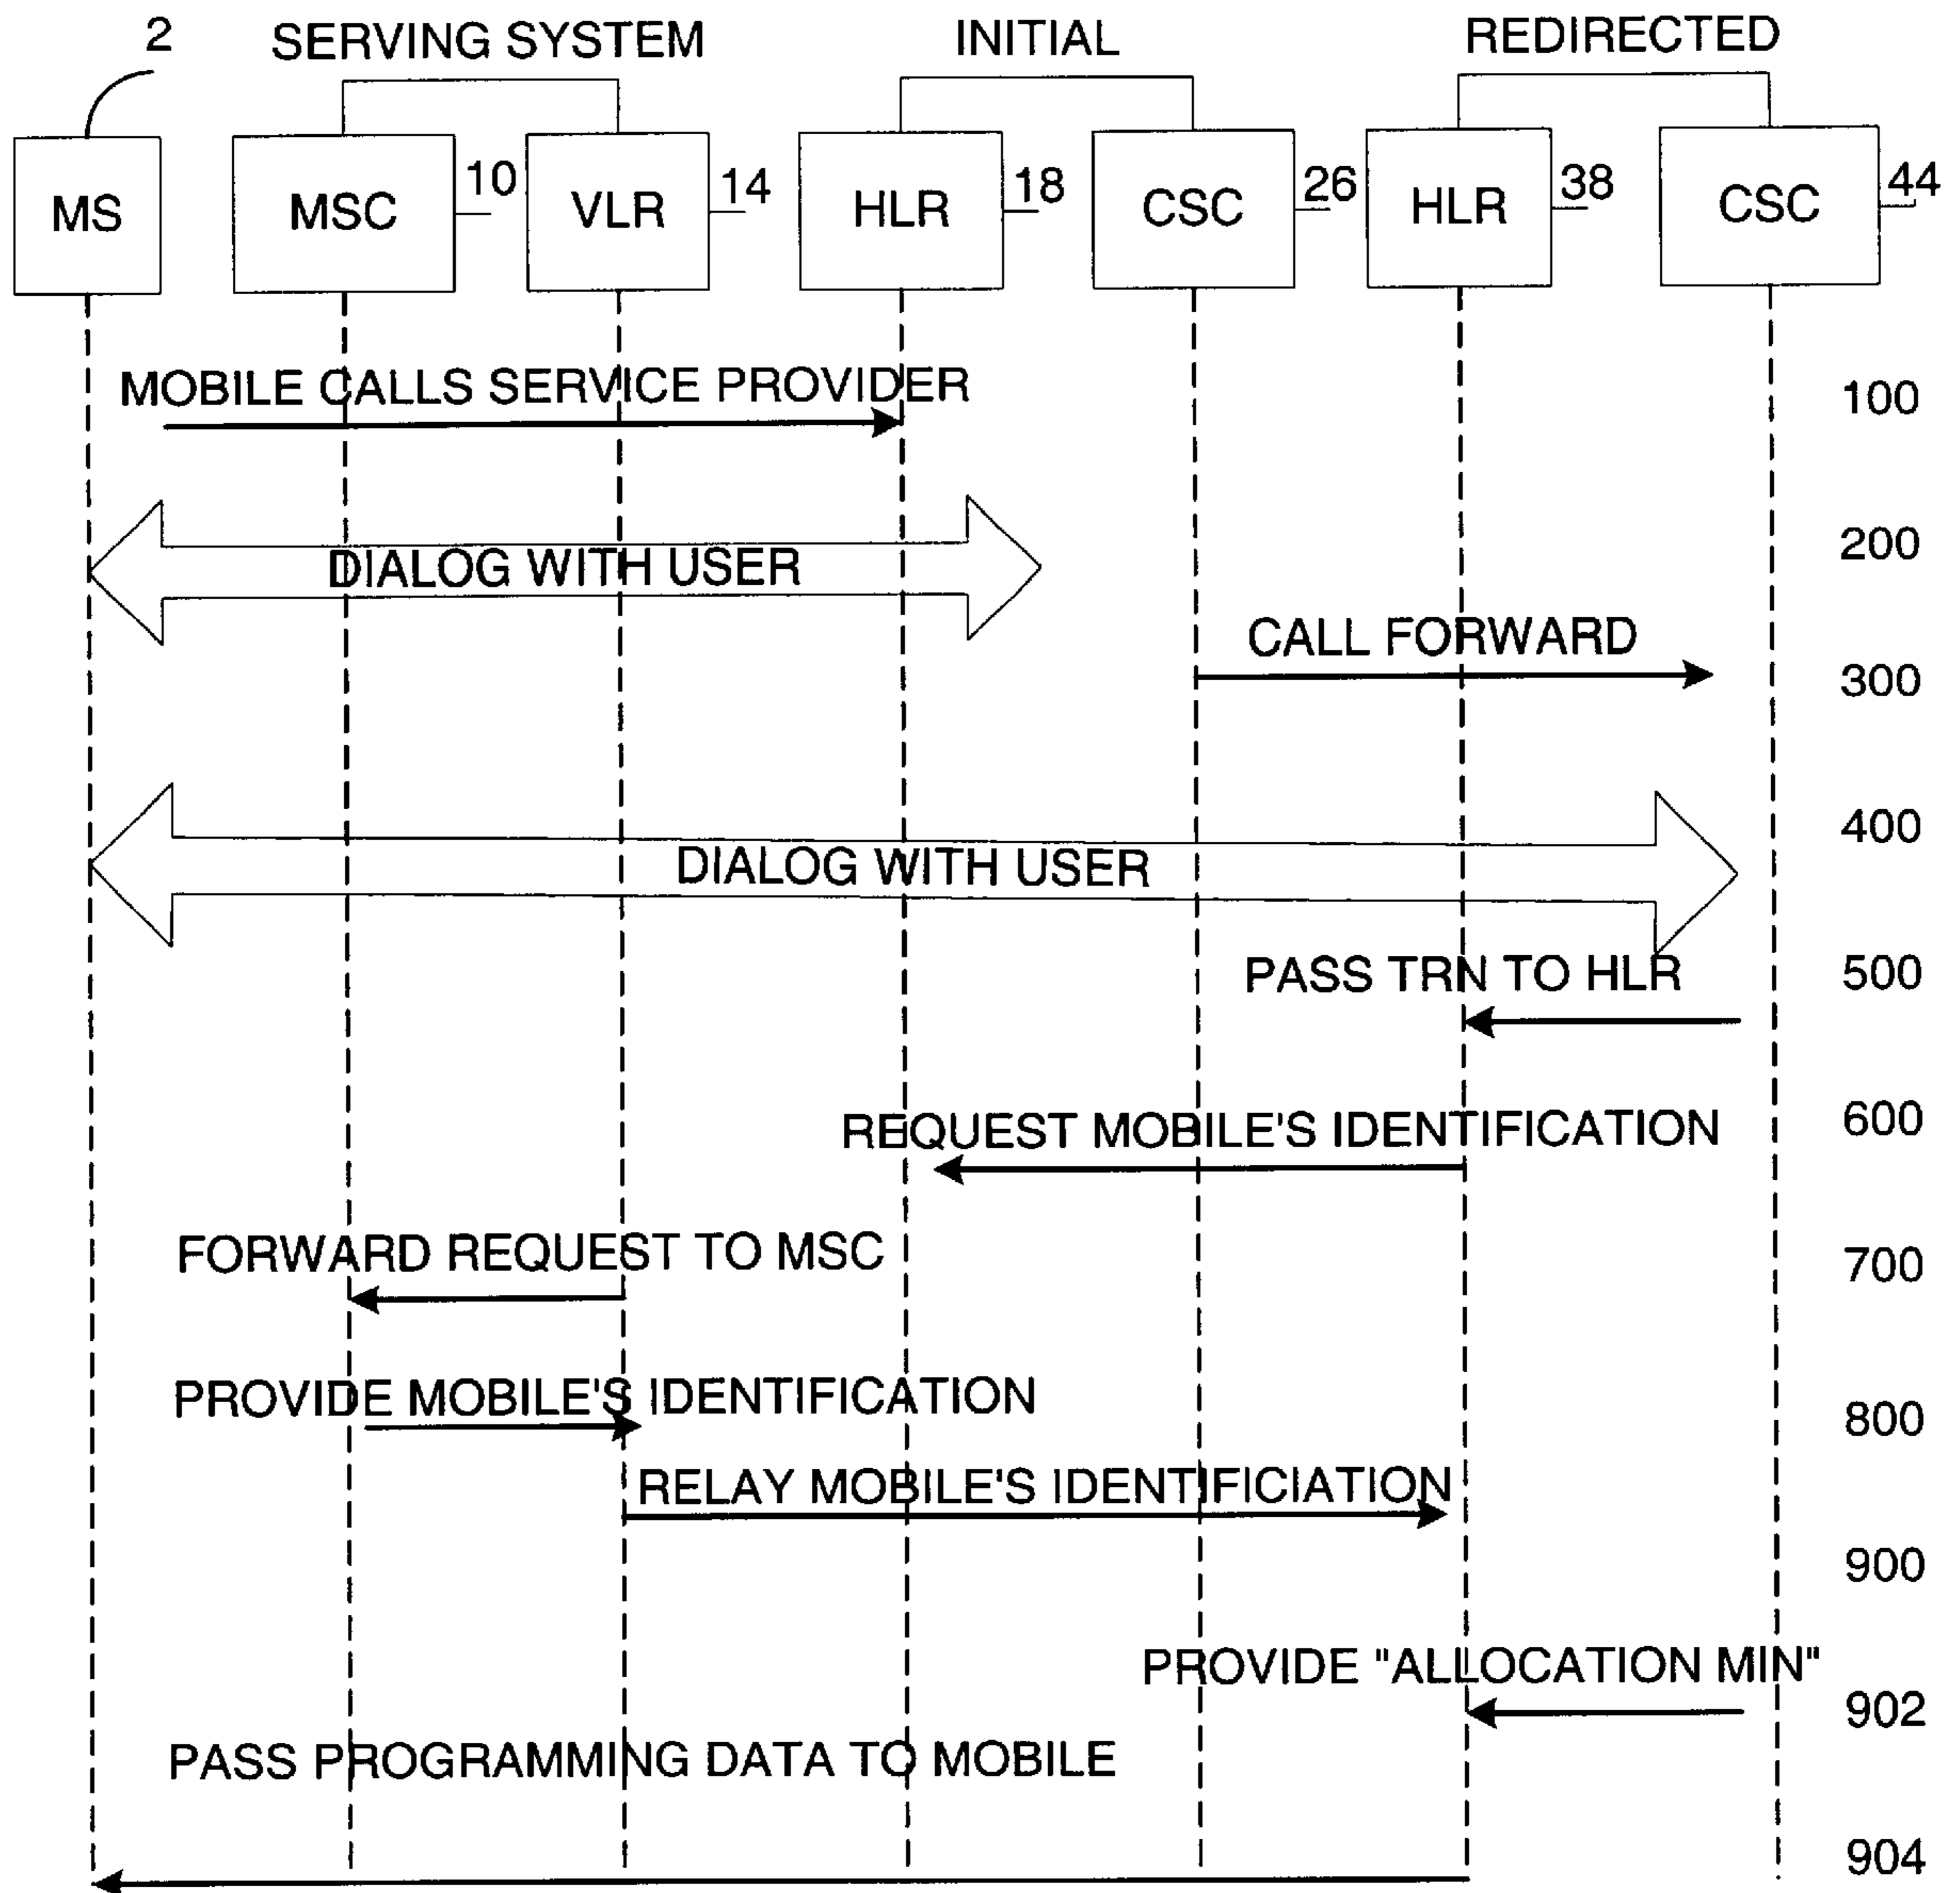 2 SERVING SYSTEM INITIAL REDIRECTED
MS MSC 10 VLR 14 HLR 18 CSC 26 HLR 38 CSC 44
MOBILE CALLS SERVICE PROVIDER 100
DIALOG WITH USER 200
CALL FORWARD 300
DIALOG WITH USER 400
PASS TRN TO HLR 500
REQUEST MOBILE'S IDENTIFICATION 600
FORWARD REQUEST TO MSC 700
PROVIDE MOBILE'S IDENTIFICATION 800
RELAY MOBILE'S IDENTIFICIATION
900
PROVIDE "ALLOCATION MIN" 902
PASS PROGRAMMING DATA TO MOBILE
904